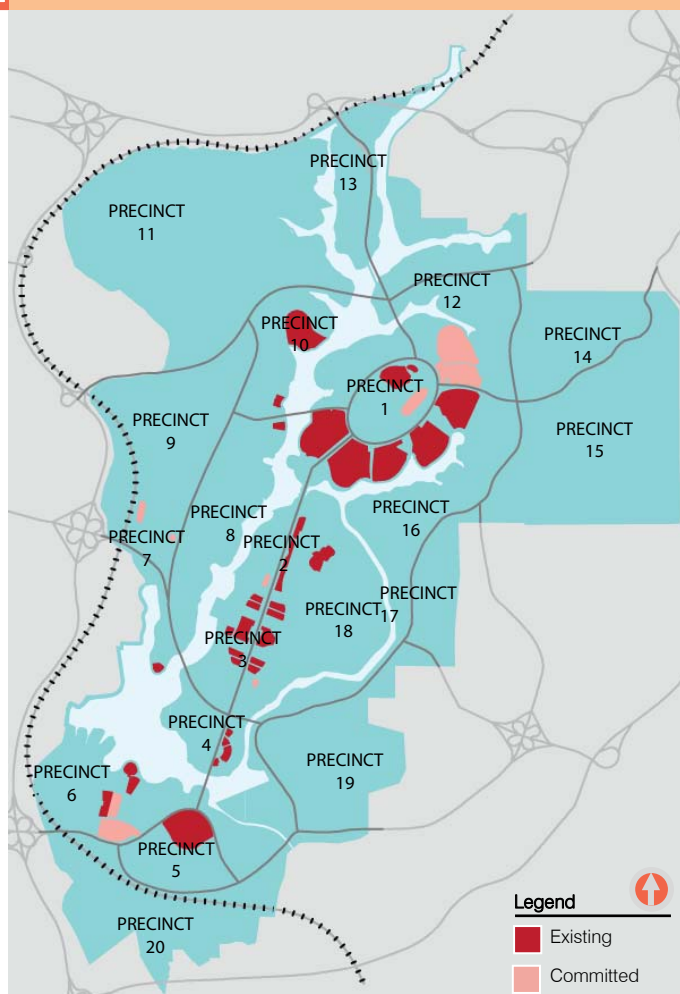 PRECINCT
13
PRECINCT
11
PRECINCT
12
PRECINCT
10
PRECINCT
14
PRECINCT
1
PRECINCT
9
PRECINCT
15
PRECINCT
8
PRECINCT
16
PRECINCT
7
PRECINCT
2
PRECINCT
17
PRECINCT
18
PRECINCT
3
PRECINCT
4
PRECINCT
19
PRECINCT
6
PRECINCT
5
PRECINCT
20
Legend
Existing
Committed